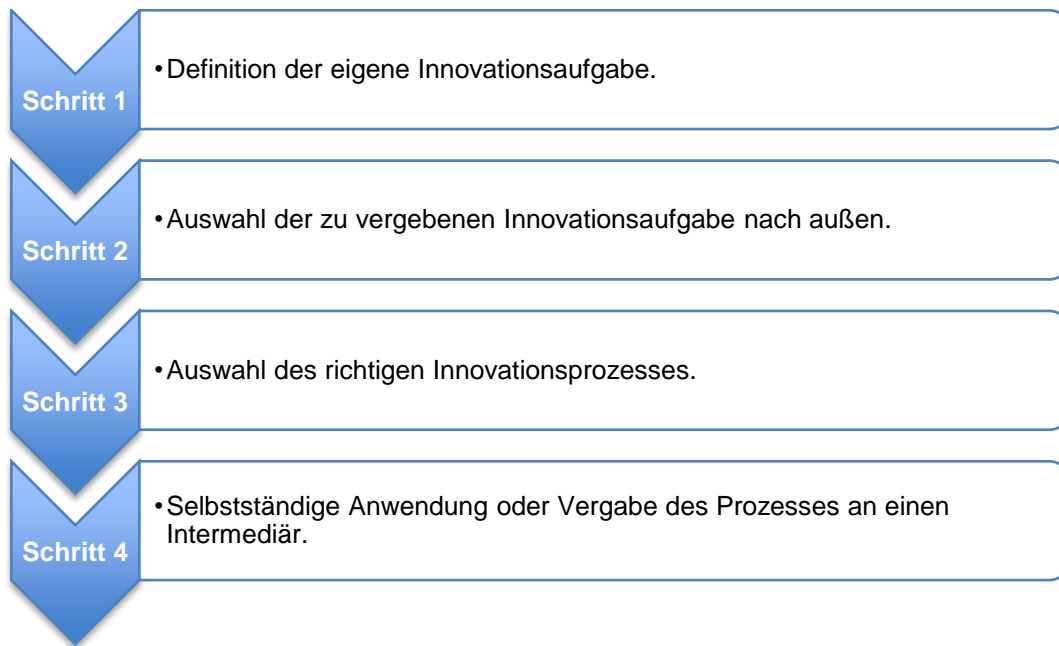 Schritt 1
•Definition der eigene Innovationsaufgabe.
Schritt 2
•Auswahl der zu vergebenen Innovationsaufgabe nach außen.
Schritt 3
•Auswahl des richtigen Innovationsprozesses.
Schritt 4
•Selbstständige Anwendung oder Vergabe des Prozesses an einen
Intermediär.